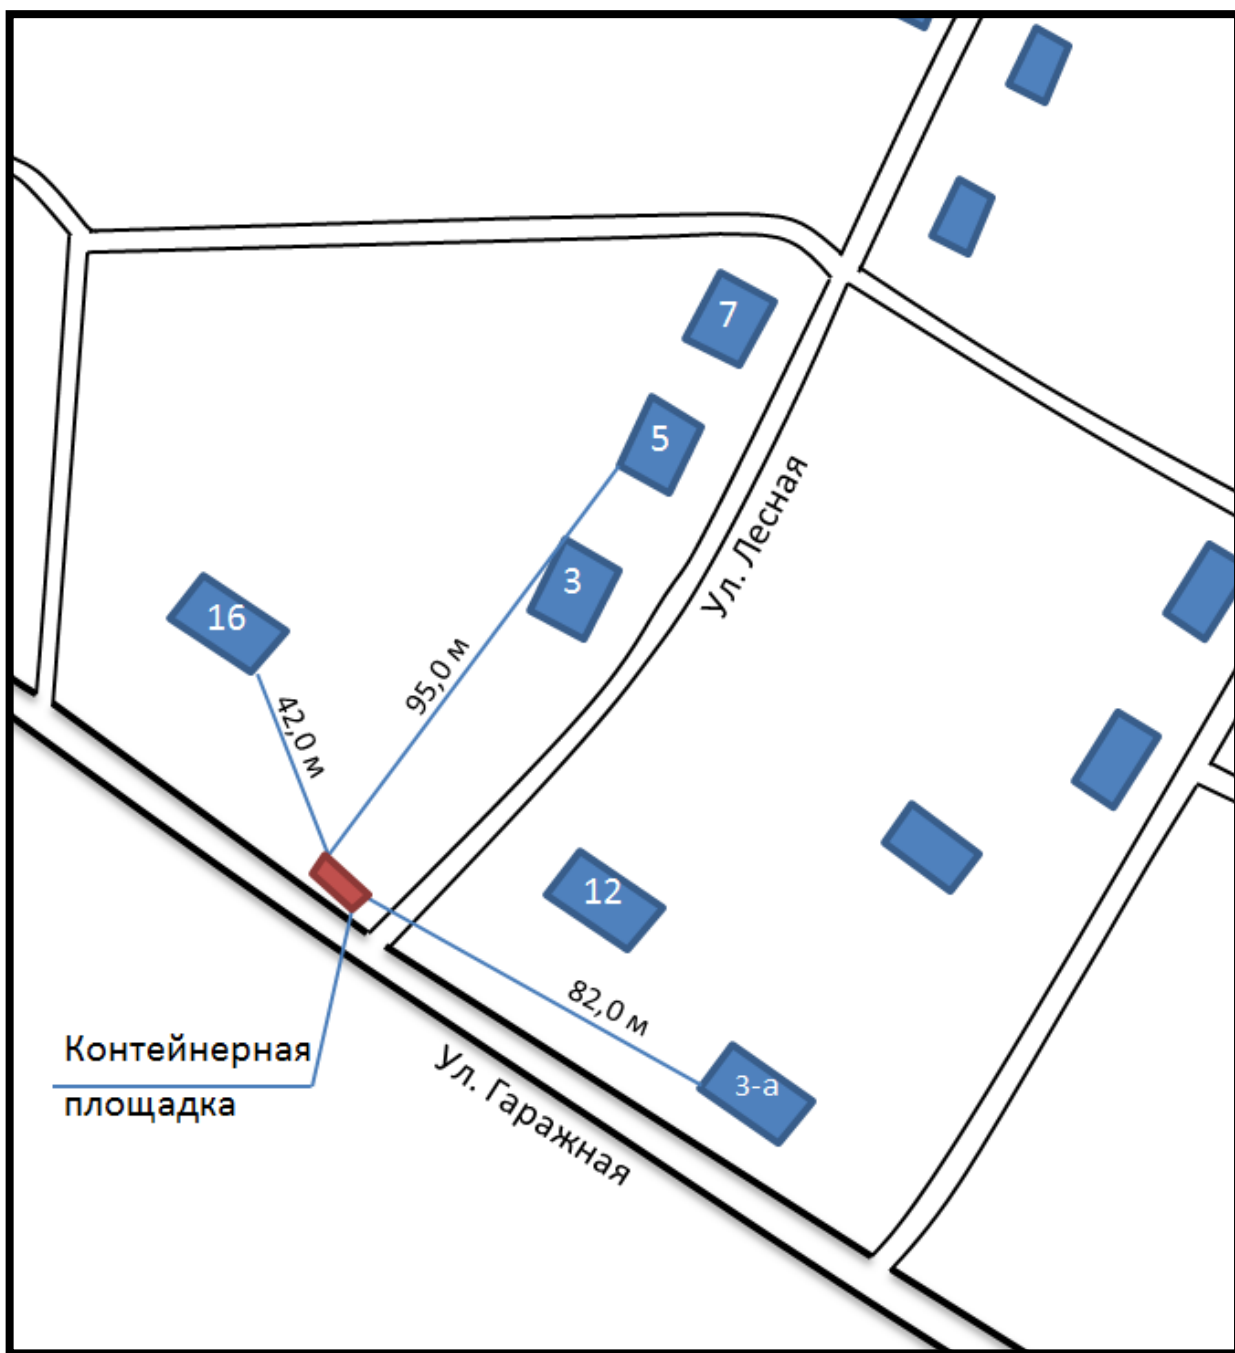 7
5
Ул. Лесная
3
16
95,0 м
42,0 м
12
82,0 м
Контейнерная
площадка
Ул. Гаражная
3-а